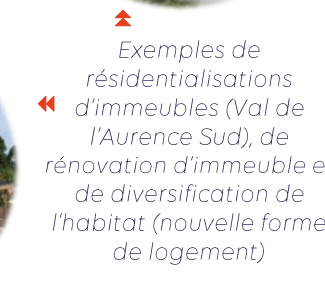 Exemples de
résidentialisations
d'immeubles (Val de
l'Aurence Sud), de
rénovation d'immeuble e
de diversification de
l'habitat (nouvelle forme
de logement)